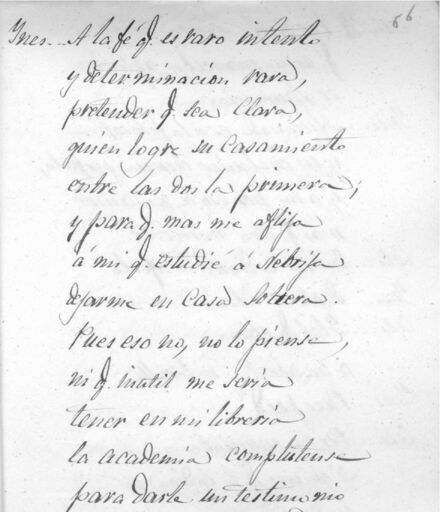 66
Ynes... A la fé q. es raro intento
y determinacion rara,
pretender q. sea Clara,
quien logre su Casamiento
entre las dos la primera;
y para q. mas me aflija
á mi q. estudié á Nebrija
dejarme en Casa Soltera.
Pues eso no, no lo piense,
ni q. inutil me seria
tener en mi libreria
la academia complutense
para darle un testimonio